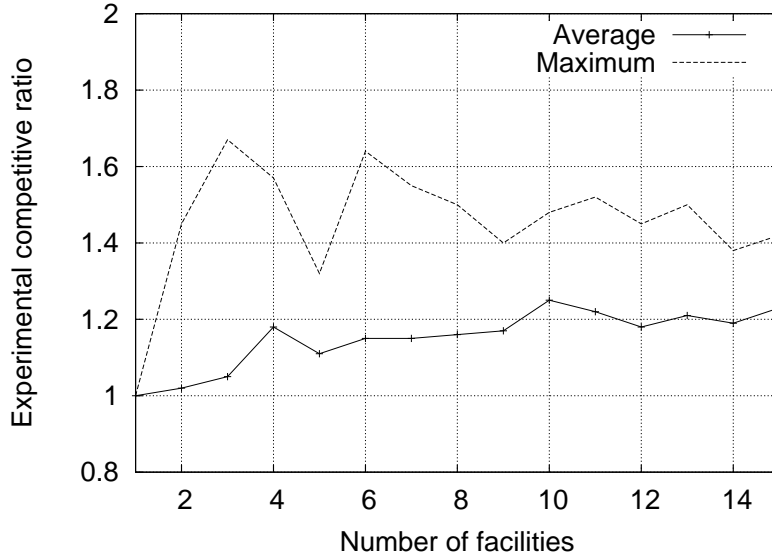 2
1.8
1.6
1.4
1.2
1
0.8
Experimental competitive ratio
Average
Maximum
2 4 6 8 10 12 14
Number of facilities